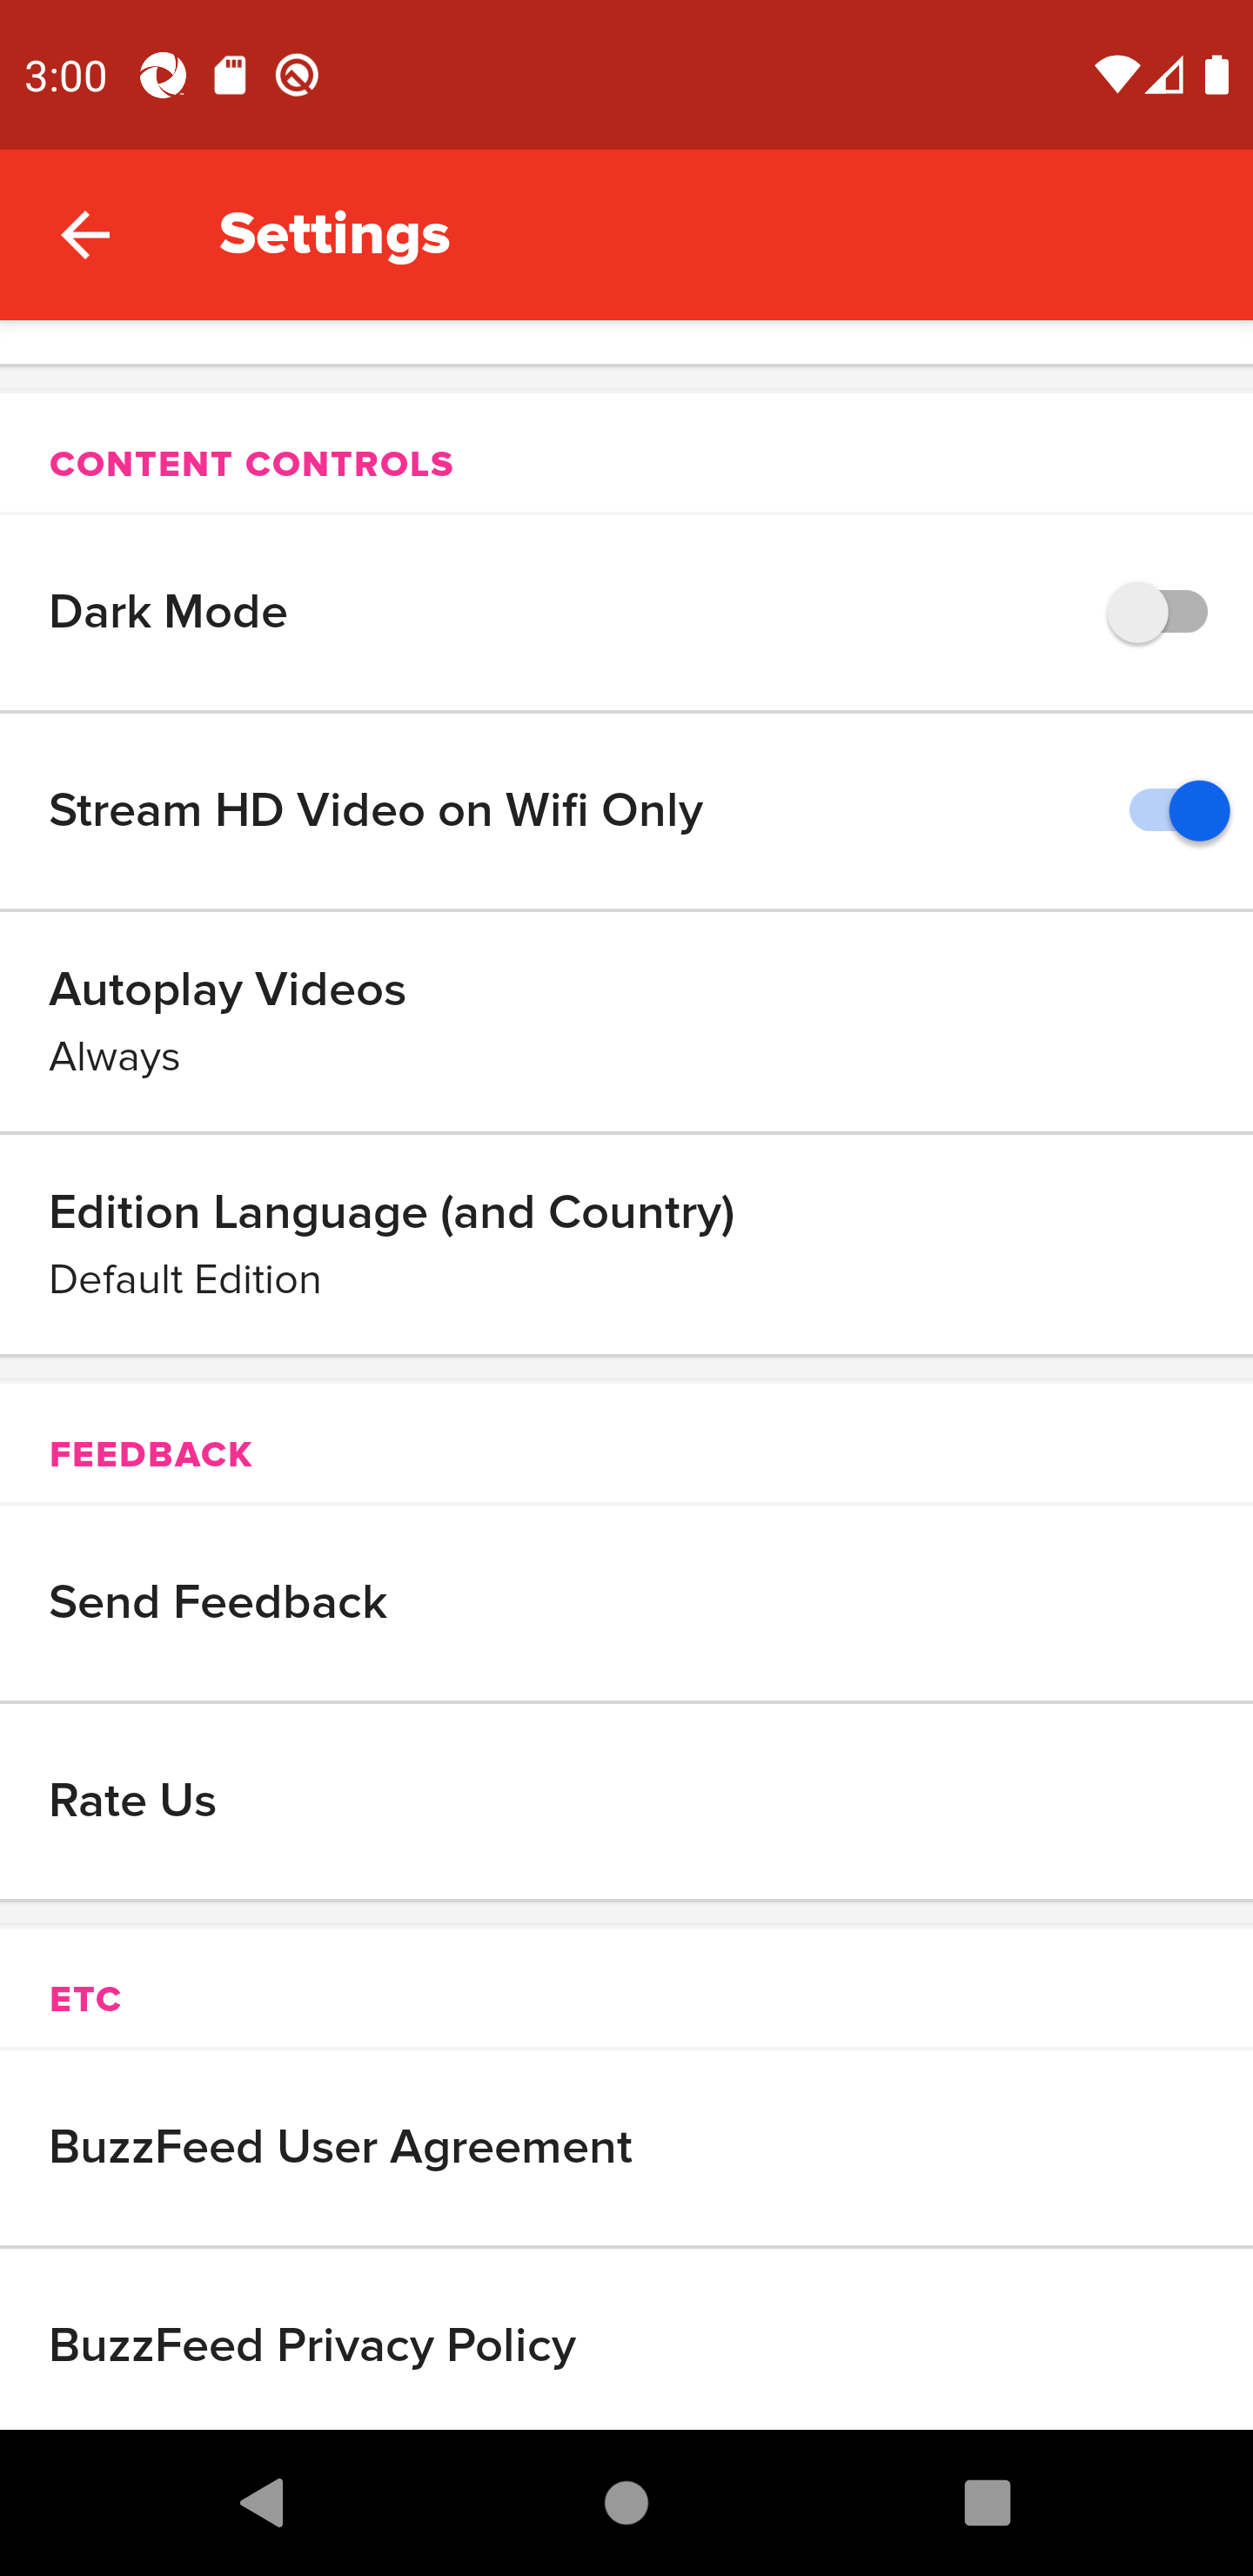 3:00
Settings
CONTENT CONTROLS
Dark Mode
Stream HD Video on Wifi Only
Autoplay Videos
Always
Edition Language (and Country)
Default Edition
FEEDBACK
Send Feedback
Rate Us
ETC
BuzzFeed User Agreement
BuzzFeed Privacy Policy